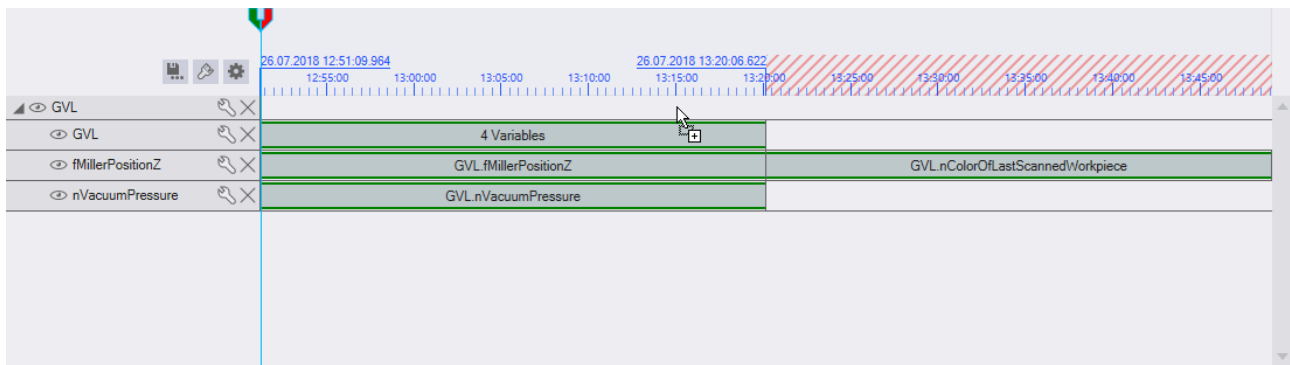 26.07.2018 12:51:09.964 26.07.2018 13:20:06.622
12:55:00 13:00:00 13:05:00 13:10:00 13:15:00 13:20:00 13:25:00 13:30:00 13:35:00 13:40:00 13:45:00
GVL
GVL 4 Variables
fMillerPositionZ GVL.fMillerPositionZ GVL.nColorOfLastScannedWorkpiece
nVacuumPressure GVL.nVacuumPressure